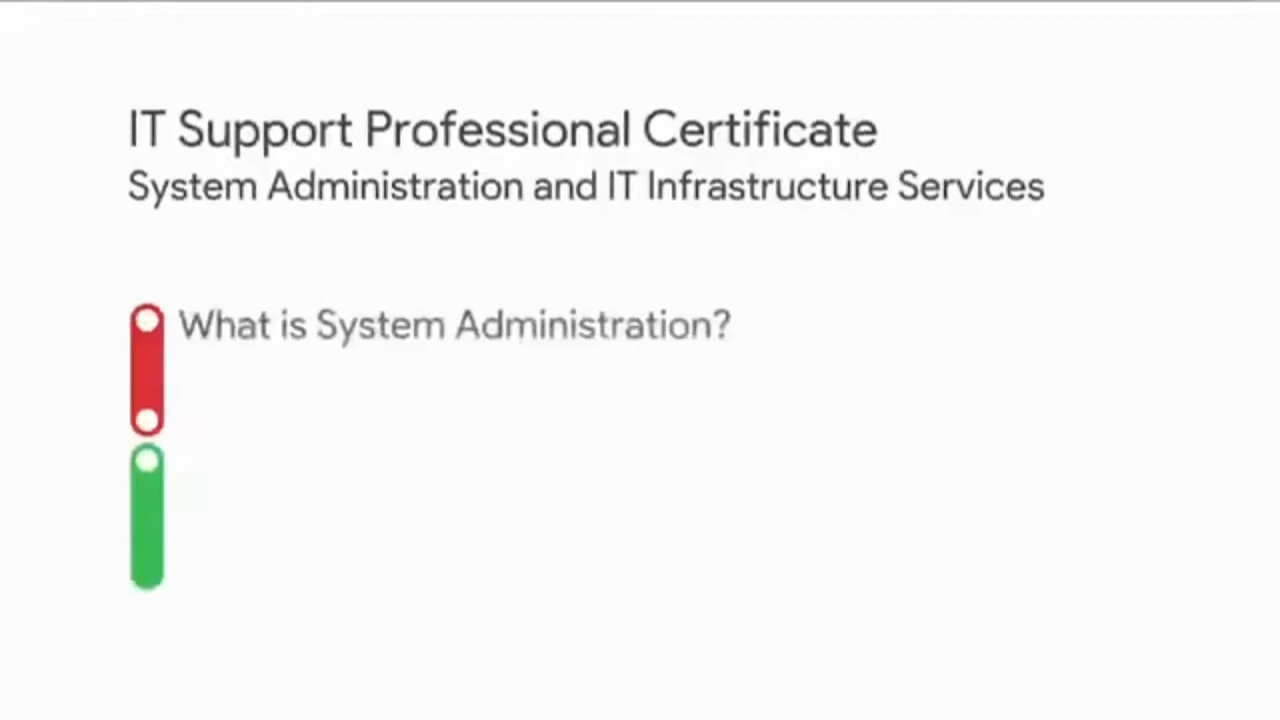 IT Support Professional Certificate
System Administration and IT Infrastructure Services
What is System Administration?